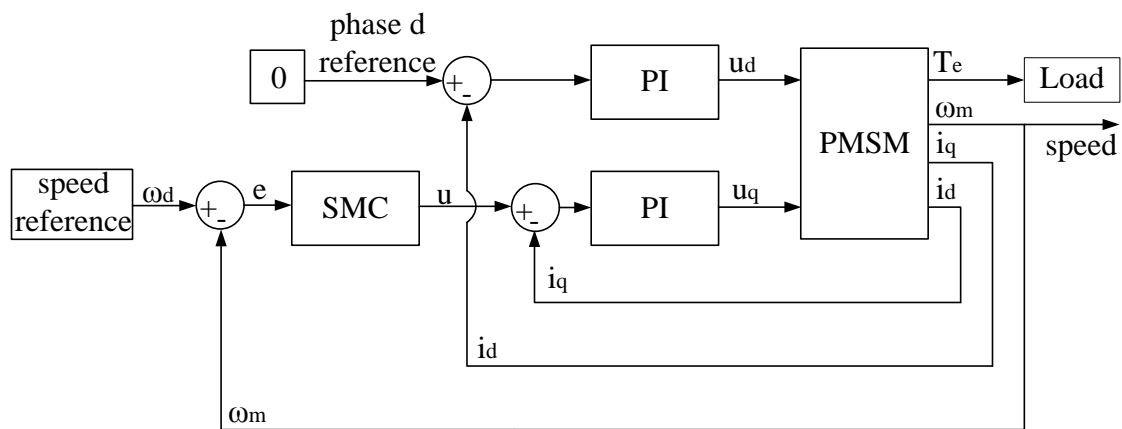 phase d
reference
0
+
-
PI
ud
PMSM
Te
Load
ωm
speed
iq
id
speed
reference
ωd
+
-
e
SMC
u
+
-
PI
uq
iq
id
ωm